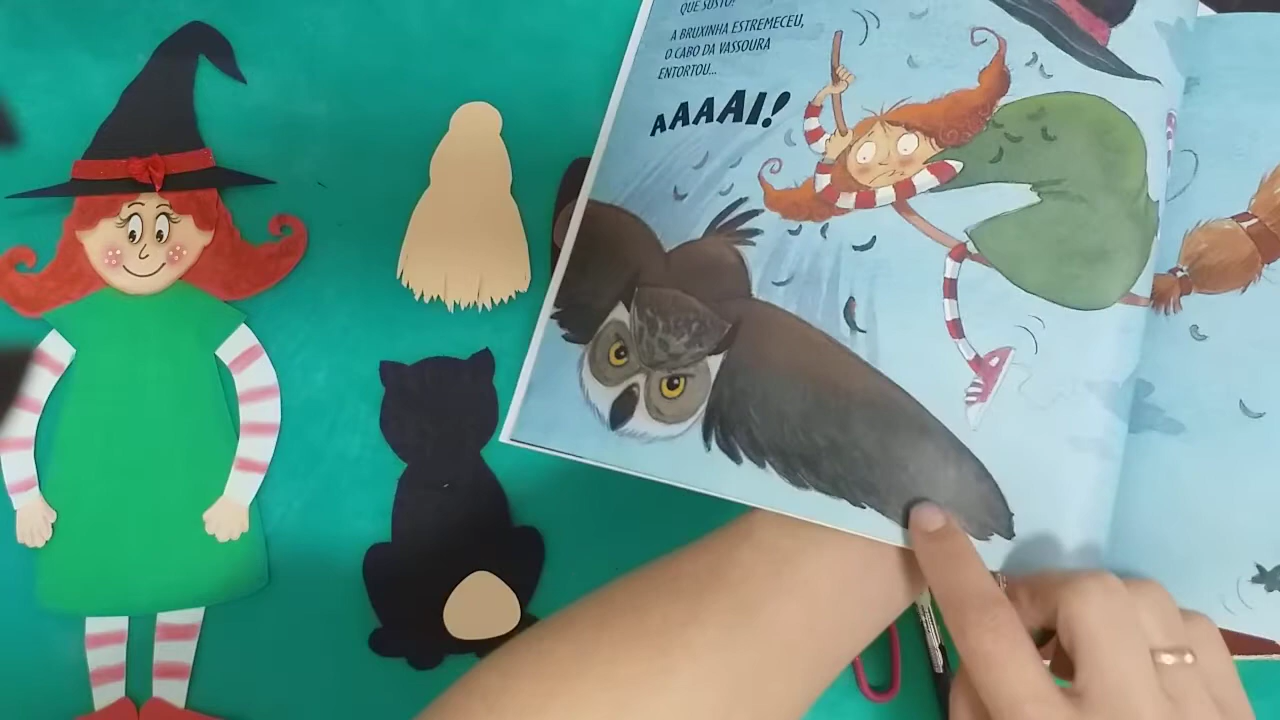 QUE SUSTO!
A BRUXINHA ESTREMECEU,
O CABO DA VASSOURA
ENTORTOU...
AAAAI!